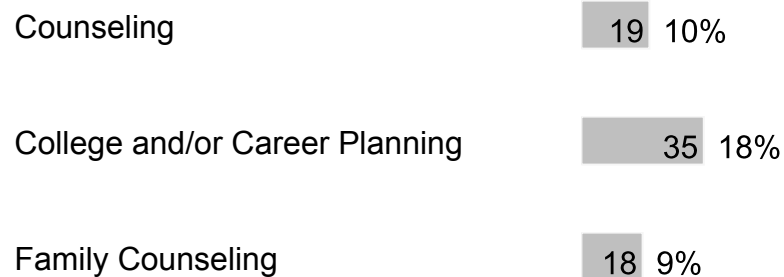 Counseling 19 10%
College and/or Career Planning 35 18%
Family Counseling 18 9%